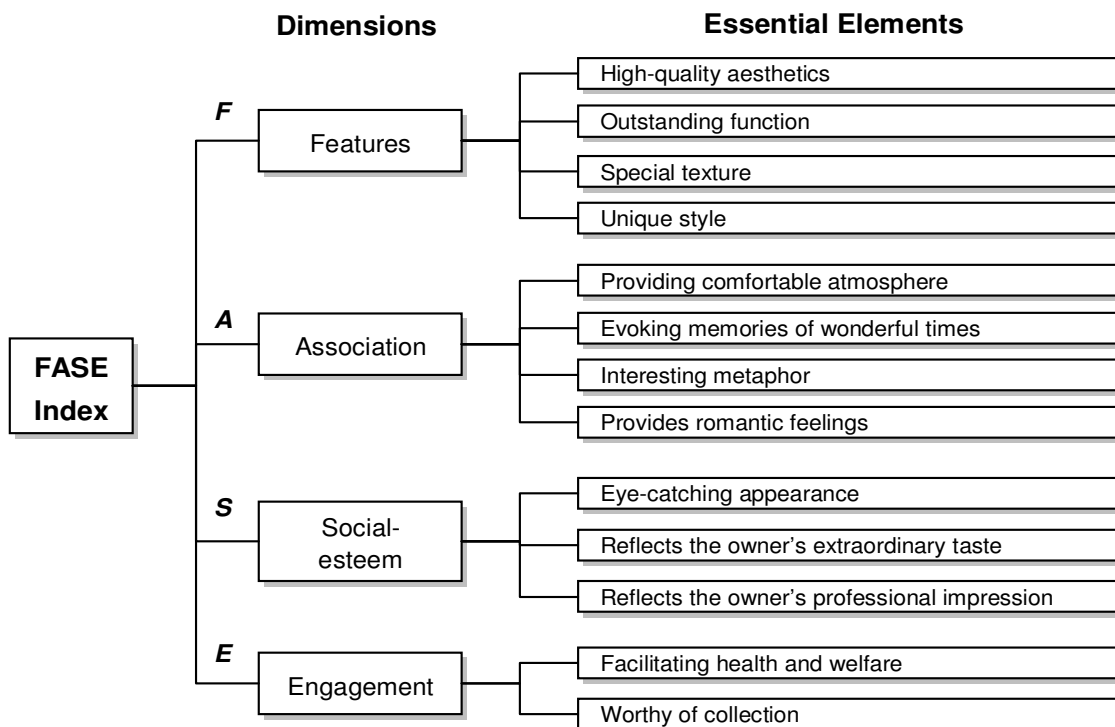 Dimensions
Essential Elements
FASE
Index
F
Features
High-quality aesthetics
Outstanding function
Special texture
Unique style
A
Association
Providing comfortable atmosphere
Evoking memories of wonderful times
Interesting metaphor
Provides romantic feelings
S
Social-
esteem
Eye-catching appearance
Reflects the owner’s extraordinary taste
Reflects the owner’s professional impression
E
Engagement
Facilitating health and welfare
Worthy of collection